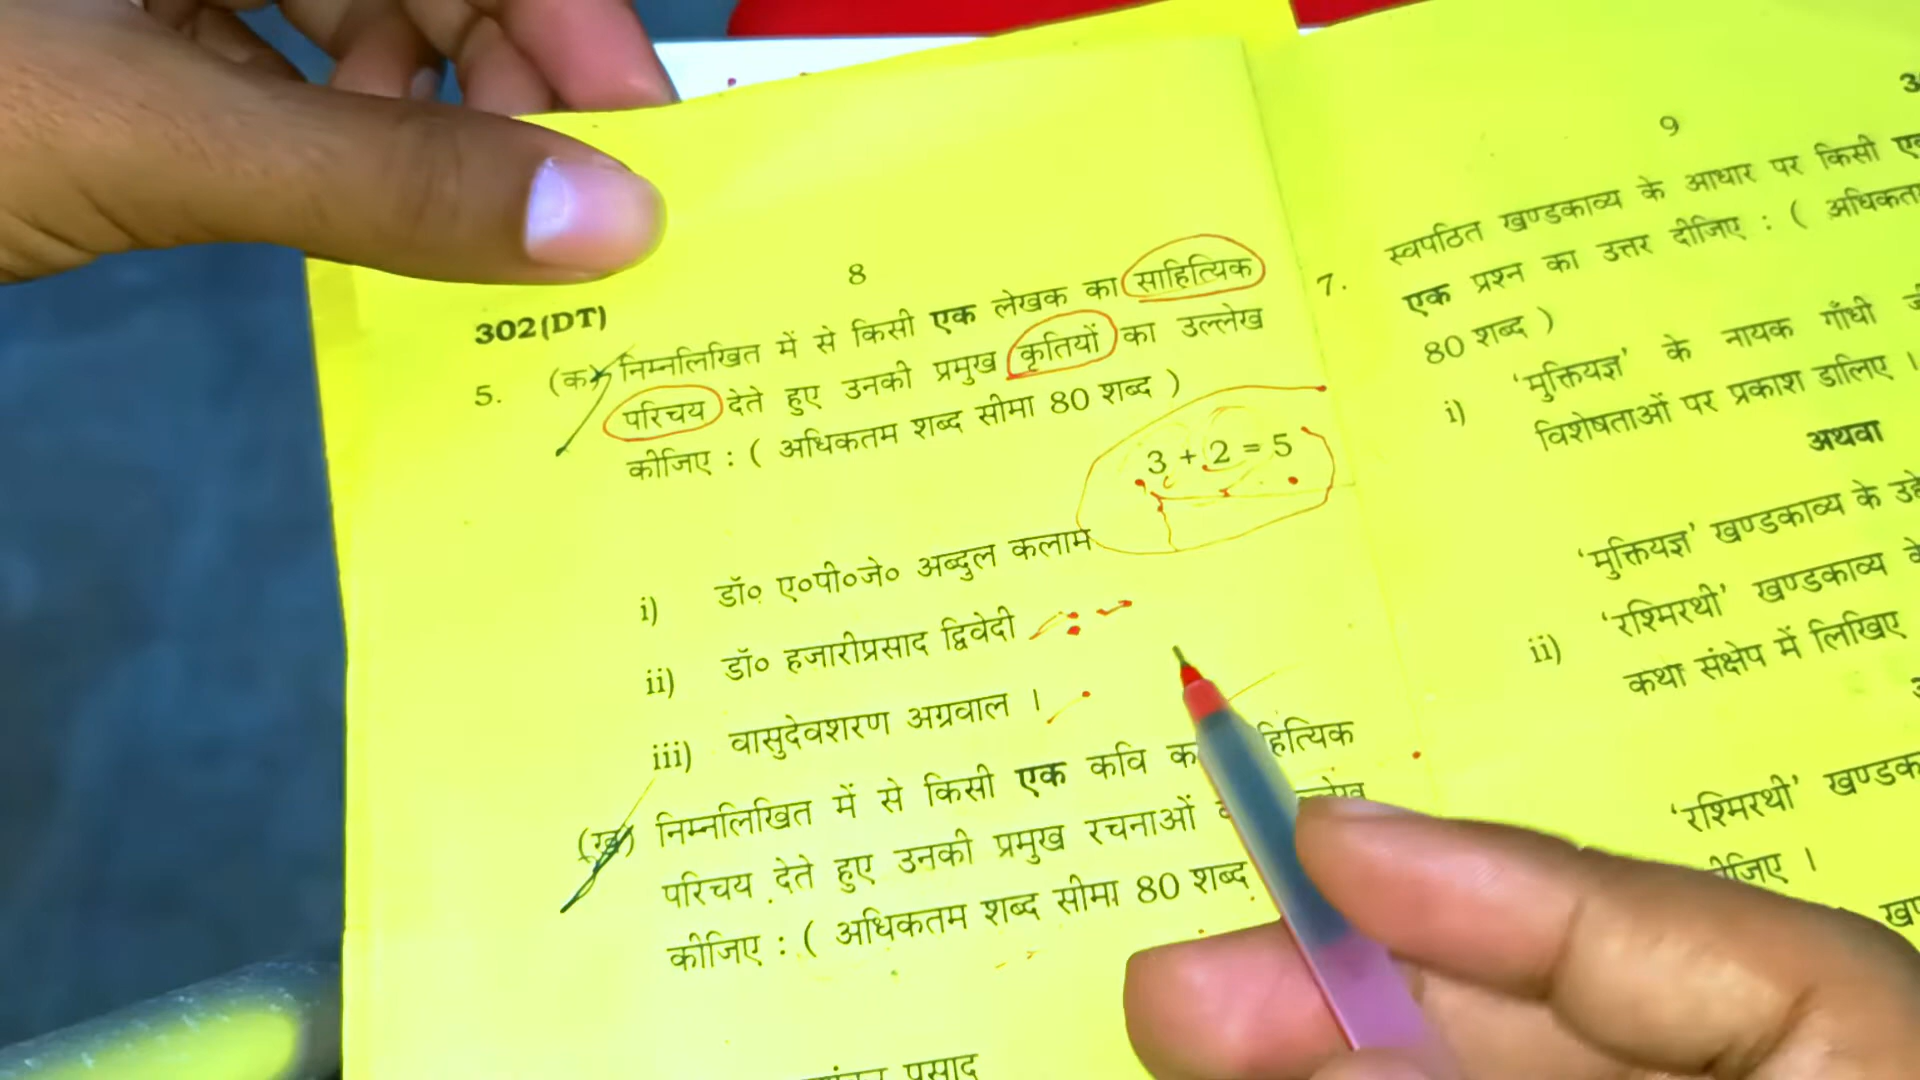 8
302(DT)
5. (क) निम्नलिखित में से किसी एक लेखक का साहित्यिक
परिचय देते हुए उनकी प्रमुख कृतियों का उल्लेख
कीजिए : ( अधिकतम शब्द सीमा 80 शब्द )
3 + 2 = 5
i) डॉ० ए०पी०जे० अब्दुल कलाम
ii) डॉ० हजारीप्रसाद द्विवेदी
iii) वासुदेवशरण अग्रवाल ।
(ख) निम्नलिखित में से किसी एक कवि
परिचय देते हुए उनकी प्रमुख रचनाओं
कीजिए : ( अधिकतम शब्द सीमा 80 शब्द
प्रसाद
9
7. स्वपठित खण्डकाव्य के आधार पर किसी
एक प्रश्न का उत्तर दीजिए : ( अधिकतम
80 शब्द )
i) 'मुक्तियज्ञ' के नायक गाँधी
विशेषताओं पर प्रकाश डालिए ।
अथवा
'मुक्तियज्ञ' खण्डकाव्य के
ii) 'रश्मिरथी' खण्डकाव्य
कथा संक्षेप में लिखिए
'रश्मिरथी'